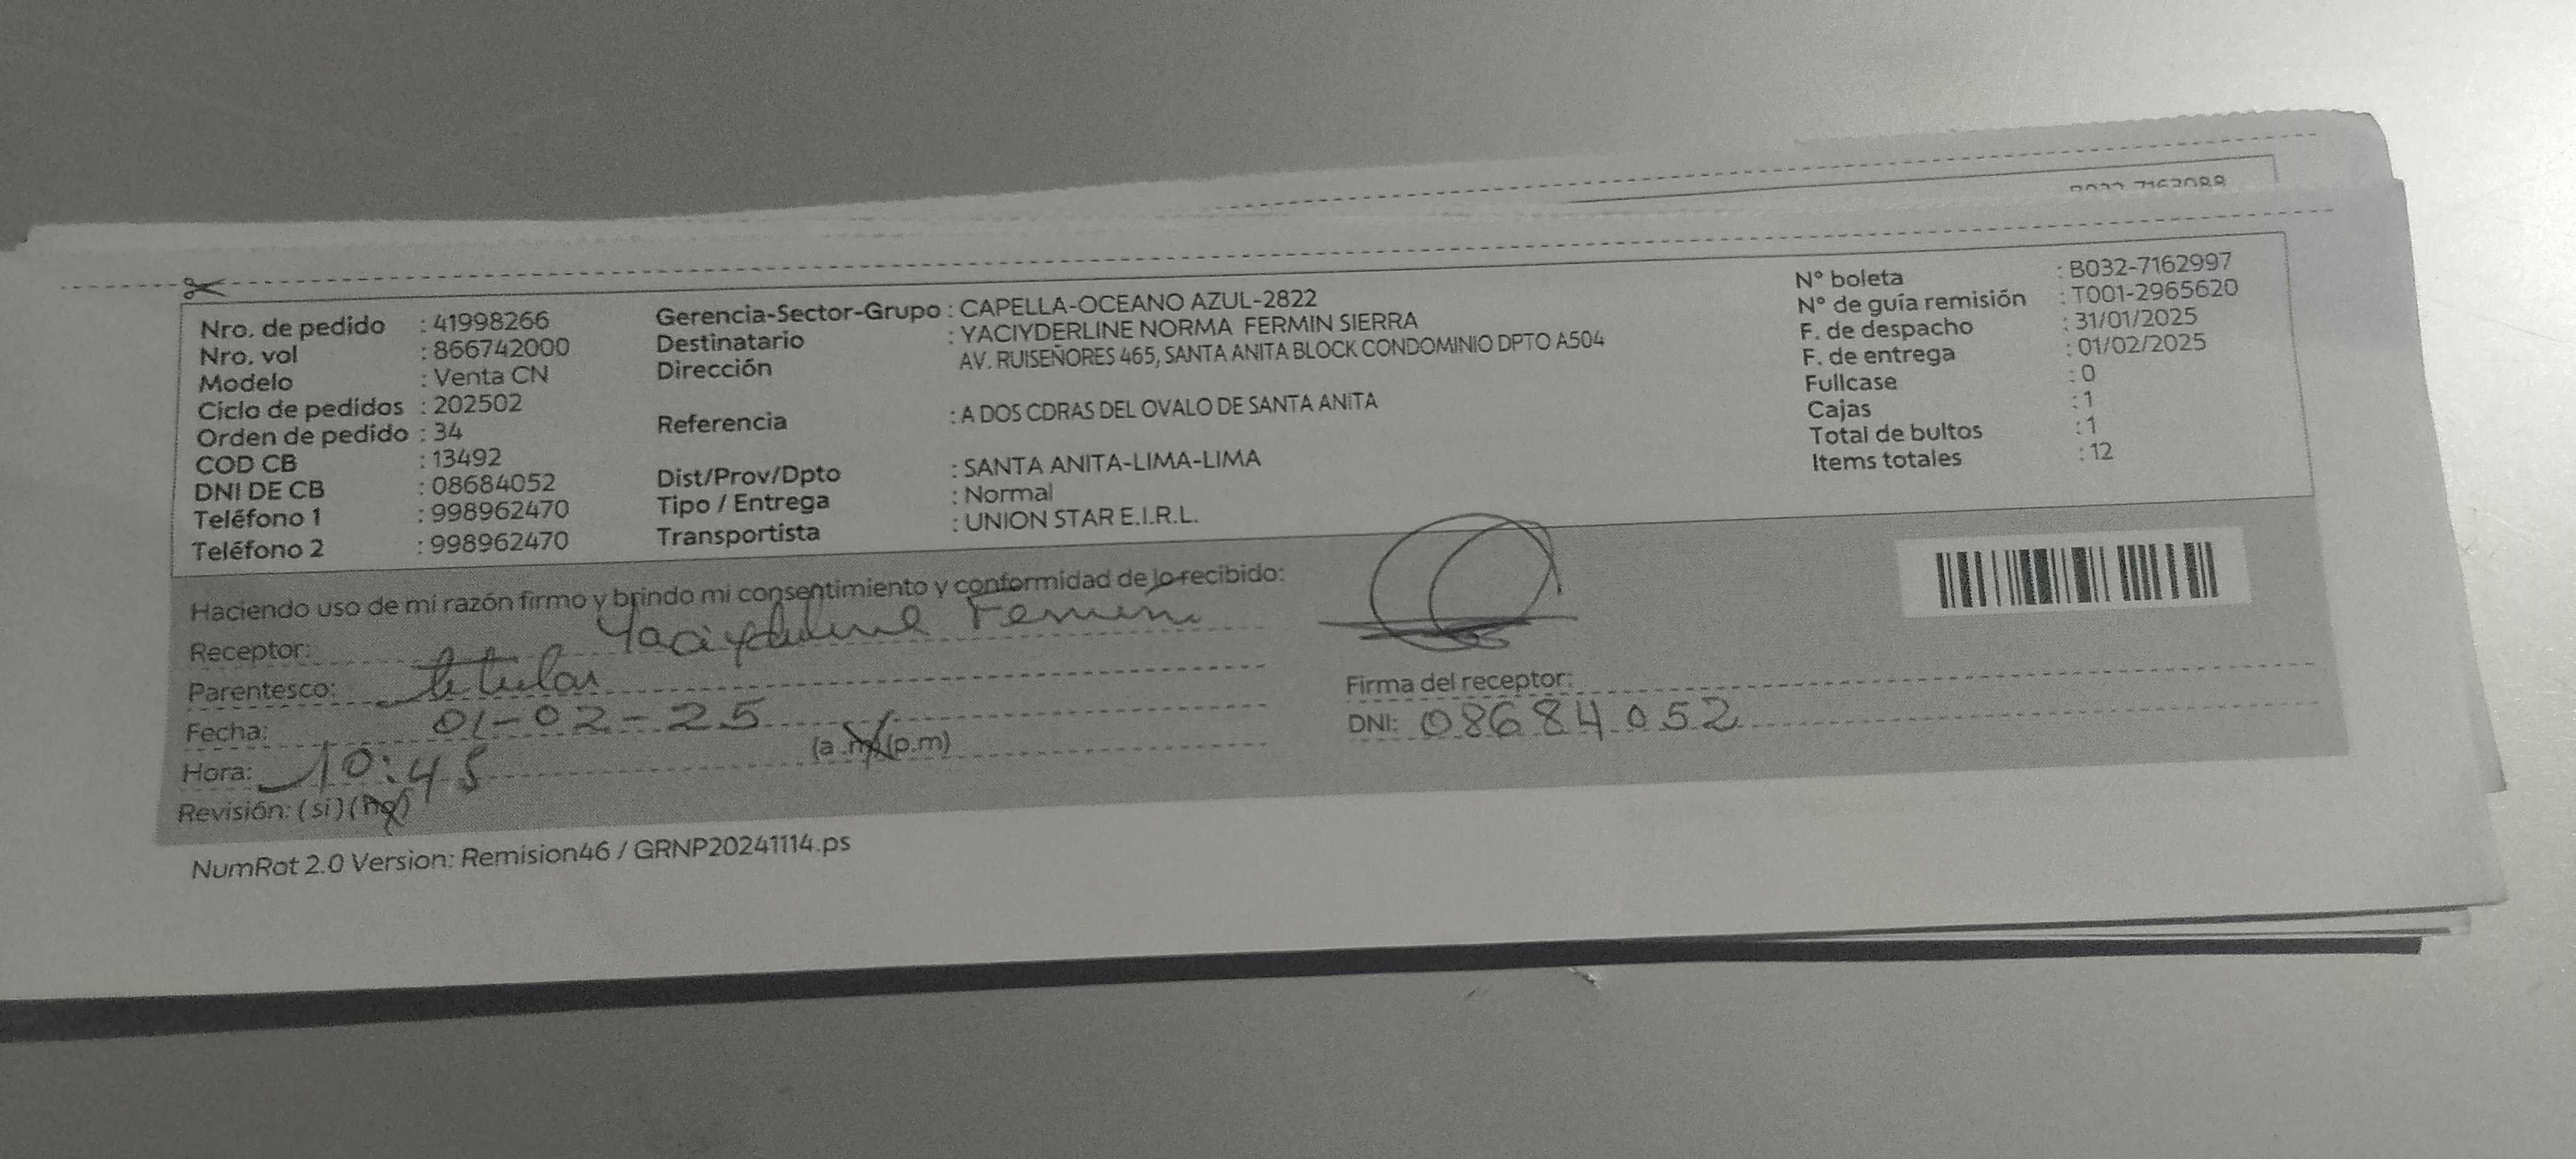 B032-7163088
Nro. de pedido : 41998266
Nro. vol : 866742000
Modelo : Venta CN
Ciclo de pedidos : 202502
Orden de pedido : 34
COD CB : 13492
DNI DE CB : 08684052
Teléfono 1 : 998962470
Teléfono 2 : 998962470
Gerencia-Sector-Grupo : CAPELLA-OCEANO AZUL-2822
Destinatario : YACIYDERLINE NORMA FERMIN SIERRA
Dirección AV. RUISEÑORES 465, SANTA ANITA BLOCK CONDOMINIO DPTO A504
Referencia : A DOS CDRAS DEL OVALO DE SANTA ANITA
Dist/Prov/Dpto : SANTA ANITA-LIMA-LIMA
Tipo / Entrega : Normal
Transportista : UNION STAR E.I.R.L.
N° boleta : B032-7162997
N° de guía remisión : T001-2965620
F. de despacho : 31/01/2025
F. de entrega : 01/02/2025
Fullcase : 0
Cajas : 1
Total de bultos : 1
Items totales : 12
Haciendo uso de mi razón firmo y brindo mi consentimiento y conformidad de lo recibido:
Receptor: Yaciyderline Fermin
Parentesco: titular
Fecha: 01-02-25
Hora: 10:45 (a.m)(p.m)
Revisión: (si)(no)
Firma del receptor:
DNI: 08684052
NumRot 2.0 Version: Remision46 / GRNP20241114.ps